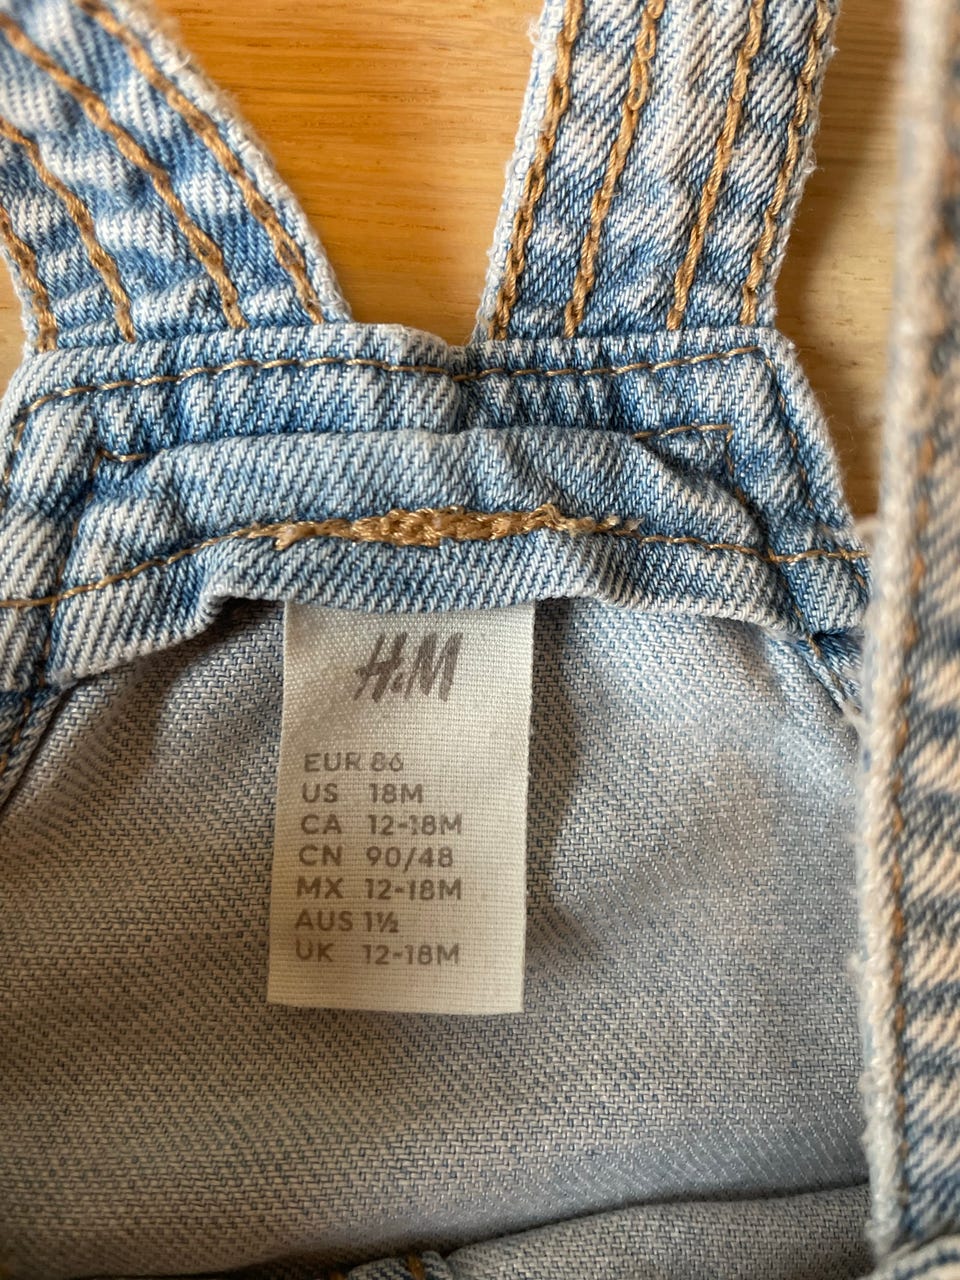 H&M
EUR 86
US 18M
CA 12-18M
CN 90/48
MX 12-18M
AUS 1½
UK 12-18M